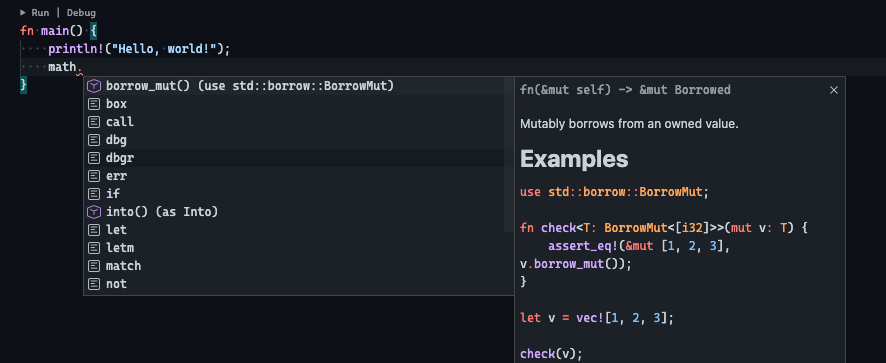 ▶ Run | Debug
fn main() {
    println!("Hello, world!");
    math.
}
borrow_mut() (use std::borrow::BorrowMut)
box
call
dbg
dbgr
err
if
into() (as Into)
let
letm
match
not
fn(&mut self) -> &mut Borrowed
Mutably borrows from an owned value.
Examples
use std::borrow::BorrowMut;
fn check<T: BorrowMut<[i32]>>(mut v: T) {
    assert_eq!(&mut [1, 2, 3],
v.borrow_mut());
}
let v = vec![1, 2, 3];
check(v);